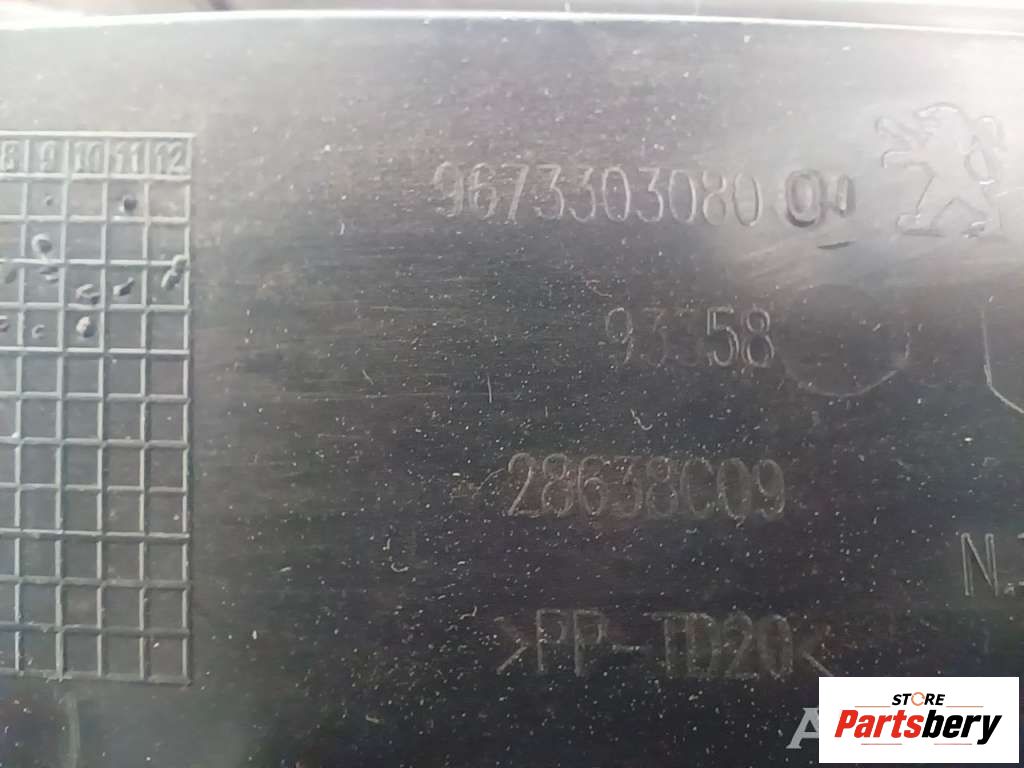 8 9 10 11 12
9673303080
28638C09
>PP-TD20<
STORE
Partsbery